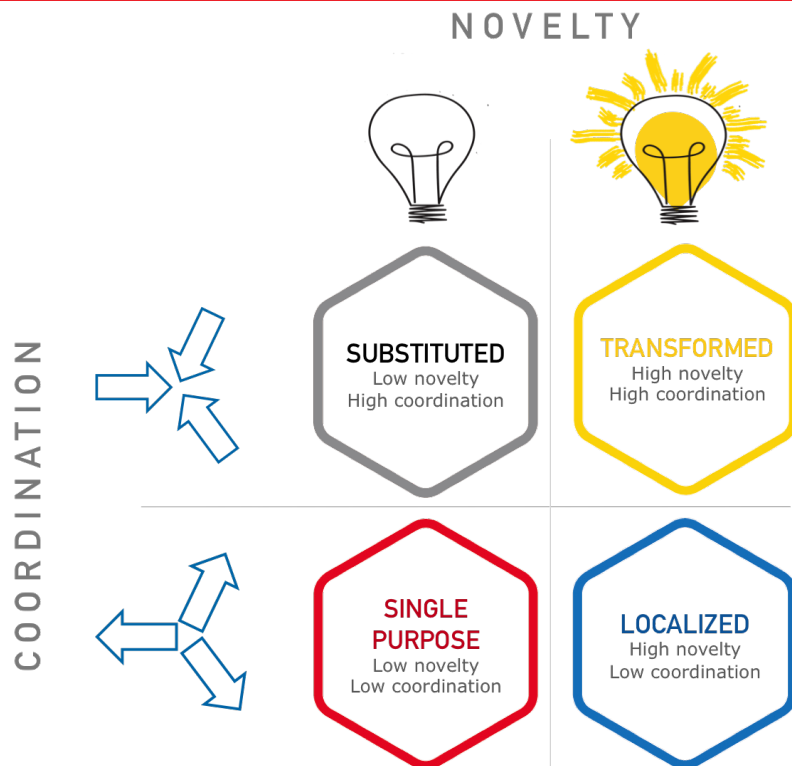 NOVELTY
COORDINATION
SUBSTITUTED
Low novelty
High coordination
TRANSFORMED
High novelty
High coordination
SINGLE
PURPOSE
Low novelty
Low coordination
LOCALIZED
High novelty
Low coordination